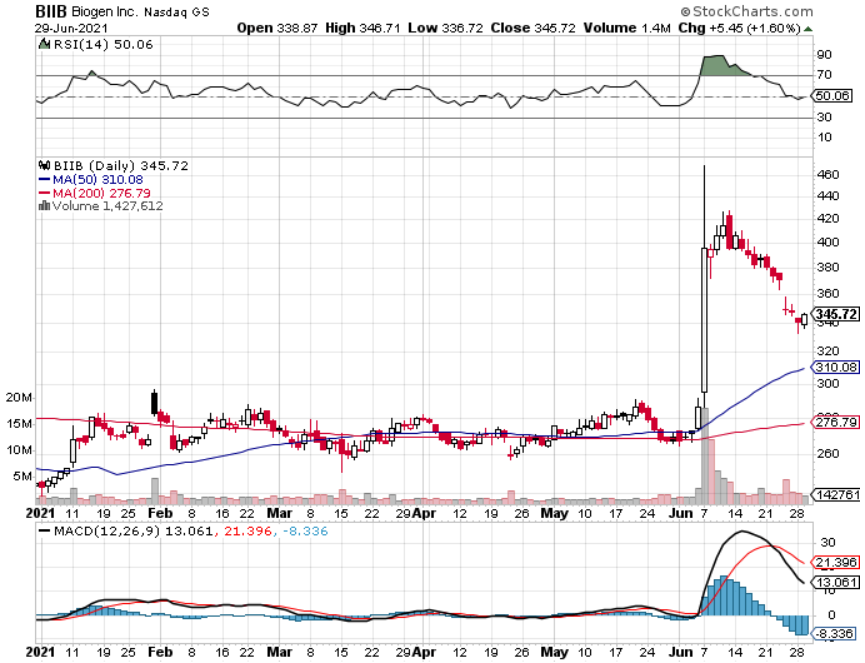 BIIB Biogen Inc. Nasdaq GS
© StockCharts.com
29-Jun-2021 Open 338.87 High 346.71 Low 336.72 Close 345.72 Volume 1.4M Chg +5.45 (+1.60%)
RSI(14) 50.06
90
70
50.06
30
10
BIIB (Daily) 345.72
MA(50) 310.08
MA(200) 276.79
Volume 1,427,612
460
440
420
400
380
360
345.72
340
320
310.08
300
280
276.79
260
142761
20M
15M
10M
5M
2021 11 19 25 Feb 8 16 22 Mar 8 15 22 29 Apr 12 19 26 May 10 17 24 Jun 7 14 21 28
MACD(12,26,9) 13.061, 21.396, -8.336
30
21.396
13.061
10
0
-8.336
2021 11 19 25 Feb 8 16 22 Mar 8 15 22 29 Apr 12 19 26 May 10 17 24 Jun 7 14 21 28